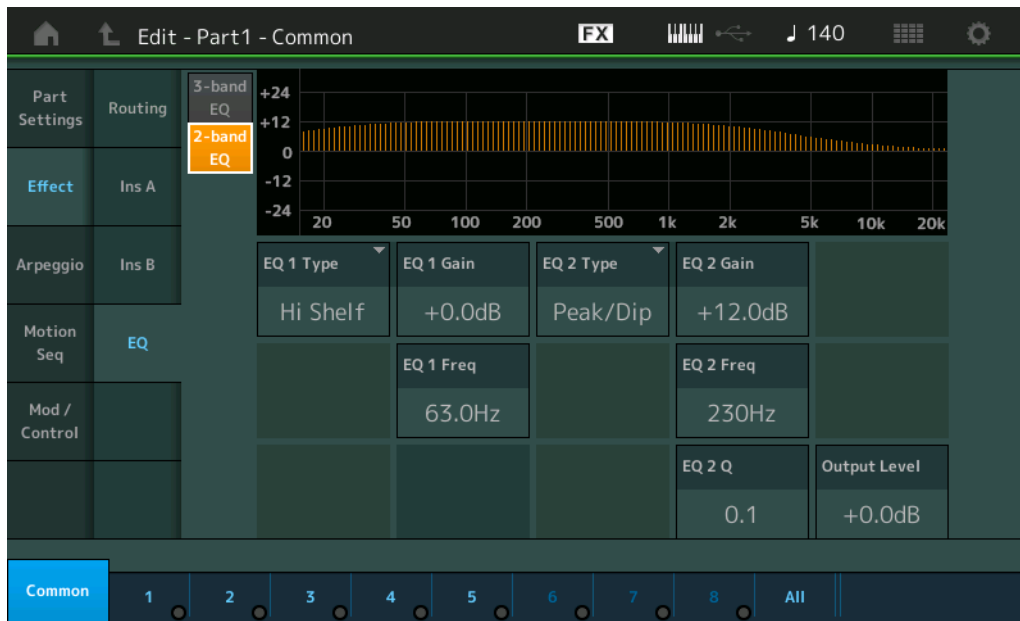 Edit - Part1 - Common
FX
140
Part
Settings
Effect
Arpeggio
Motion
Seq
Mod /
Control
Routing
Ins A
Ins B
EQ
3-band
EQ
2-band
EQ
+24
+12
0
-12
-24
20 50 100 200 500 1k 2k 5k 10k 20k
EQ 1 Type
Hi Shelf
EQ 1 Gain
+0.0dB
EQ 2 Type
Peak/Dip
EQ 2 Gain
+12.0dB
EQ 1 Freq
63.0Hz
EQ 2 Freq
230Hz
EQ 2 Q
0.1
Output Level
+0.0dB
Common 1 2 3 4 5 6 7 8 All